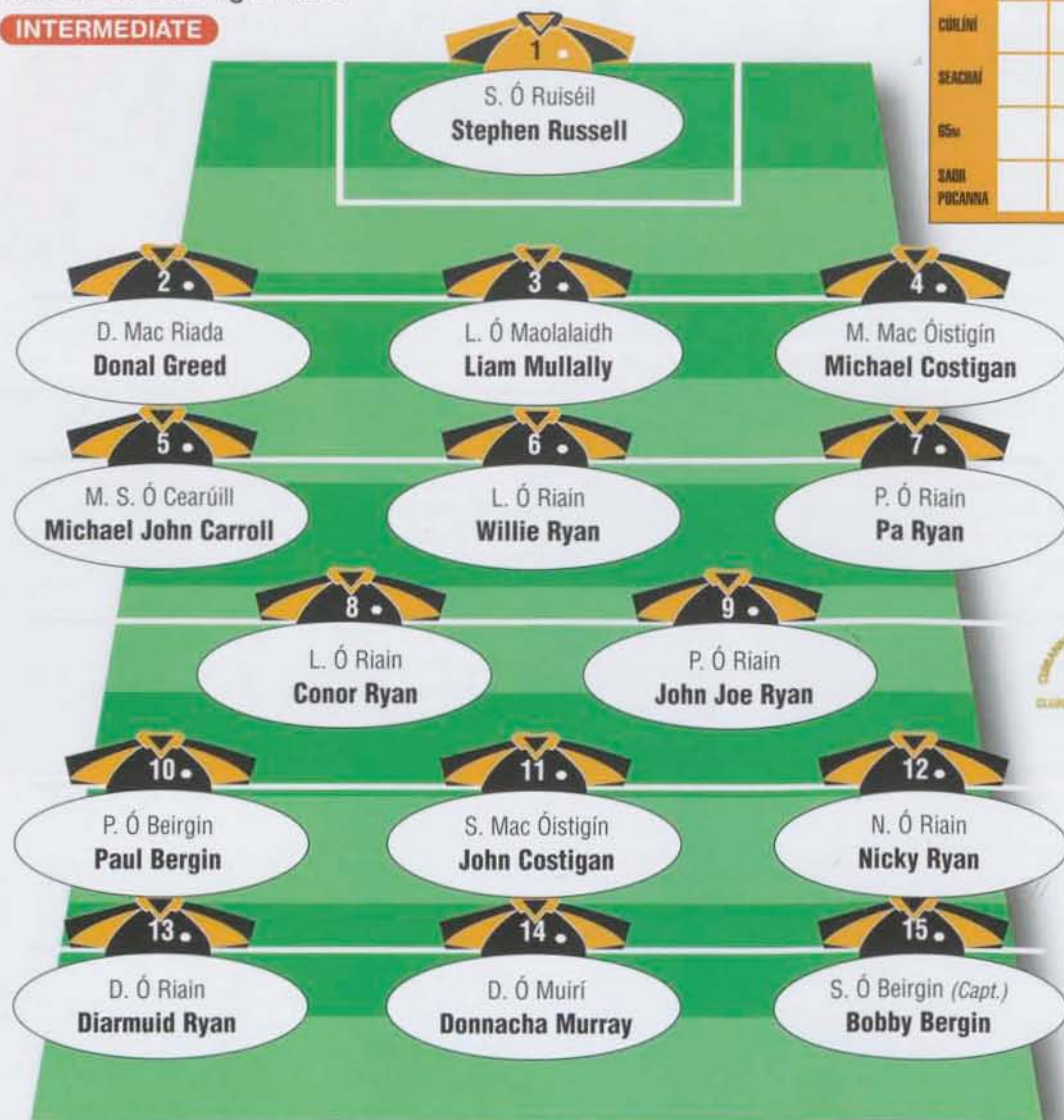 INTERMEDIATE
CÚILÍNÍ
SEACHAÍ
65M
SAOR
POCANNA
1
S. Ó Ruiséil
Stephen Russell
2
D. Mac Riada
Donal Greed
3
L. Ó Maolalaidh
Liam Mullally
4
M. Mac Óistigín
Michael Costigan
5
M. S. Ó Cearúill
Michael John Carroll
6
L. Ó Riain
Willie Ryan
7
P. Ó Riain
Pa Ryan
8
L. Ó Riain
Conor Ryan
9
P. Ó Riain
John Joe Ryan
10
P. Ó Beirgin
Paul Bergin
11
S. Mac Óistigín
John Costigan
12
N. Ó Riain
Nicky Ryan
13
D. Ó Riain
Diarmuid Ryan
14
D. Ó Muirí
Donnacha Murray
15
S. Ó Beirgin (Capt.)
Bobby Bergin